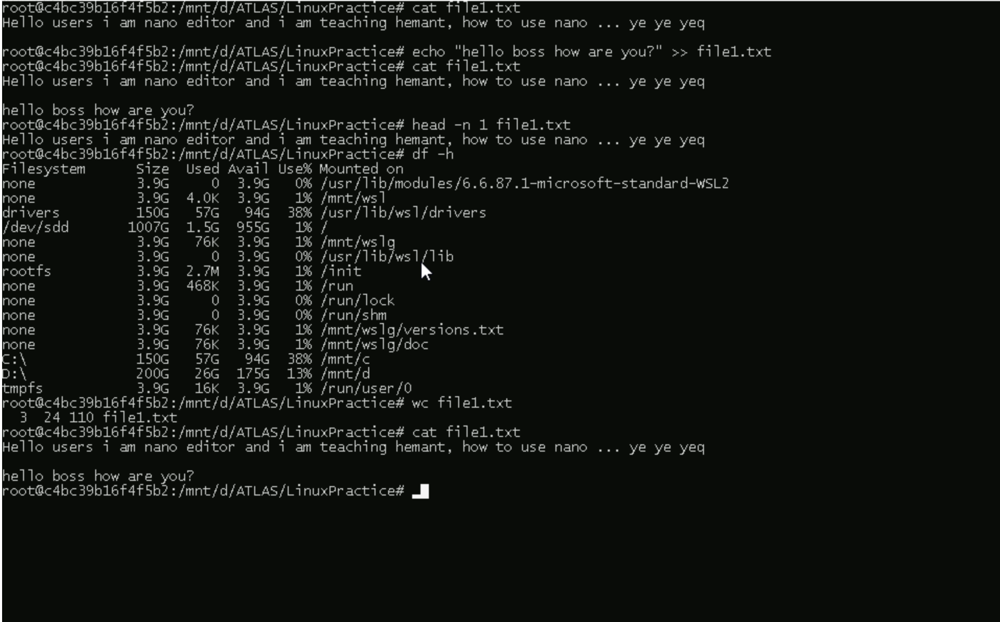 root@c4bc39b16f4f5b2:/mnt/d/ATLAS/LinuxPractice# cat file1.txt
Hello users i am nano editor and i am teaching hemant, how to use nano ... ye ye yeq
root@c4bc39b16f4f5b2:/mnt/d/ATLAS/LinuxPractice# echo "hello boss how are you?" >> file1.txt
root@c4bc39b16f4f5b2:/mnt/d/ATLAS/LinuxPractice# cat file1.txt
Hello users i am nano editor and i am teaching hemant, how to use nano ... ye ye yeq
hello boss how are you?
root@c4bc39b16f4f5b2:/mnt/d/ATLAS/LinuxPractice# head -n 1 file1.txt
Hello users i am nano editor and i am teaching hemant, how to use nano ... ye ye yeq
root@c4bc39b16f4f5b2:/mnt/d/ATLAS/LinuxPractice# df -h
Filesystem      Size  Used Avail Use% Mounted on
none            3.9G     0  3.9G   0% /usr/lib/modules/6.6.87.1-microsoft-standard-WSL2
none            3.9G  4.0K  3.9G   1% /mnt/wsl
drivers         150G   57G   94G  38% /usr/lib/wsl/drivers
/dev/sdd       1007G  1.5G  955G   1% /
none            3.9G   76K  3.9G   1% /mnt/wslg
none            3.9G     0  3.9G   0% /usr/lib/wsl/lib
rootfs          3.9G  2.7M  3.9G   1% /init
none            3.9G  468K  3.9G   1% /run
none            3.9G     0  3.9G   0% /run/lock
none            3.9G     0  3.9G   0% /run/shm
none            3.9G   76K  3.9G   1% /mnt/wslg/versions.txt
none            3.9G   76K  3.9G   1% /mnt/wslg/doc
C:\             150G   57G   94G  38% /mnt/c
D:\             200G   26G  175G  13% /mnt/d
tmpfs           3.9G   16K  3.9G   1% /run/user/0
root@c4bc39b16f4f5b2:/mnt/d/ATLAS/LinuxPractice# wc file1.txt
  3  24 110 file1.txt
root@c4bc39b16f4f5b2:/mnt/d/ATLAS/LinuxPractice# cat file1.txt
Hello users i am nano editor and i am teaching hemant, how to use nano ... ye ye yeq
hello boss how are you?
root@c4bc39b16f4f5b2:/mnt/d/ATLAS/LinuxPractice#